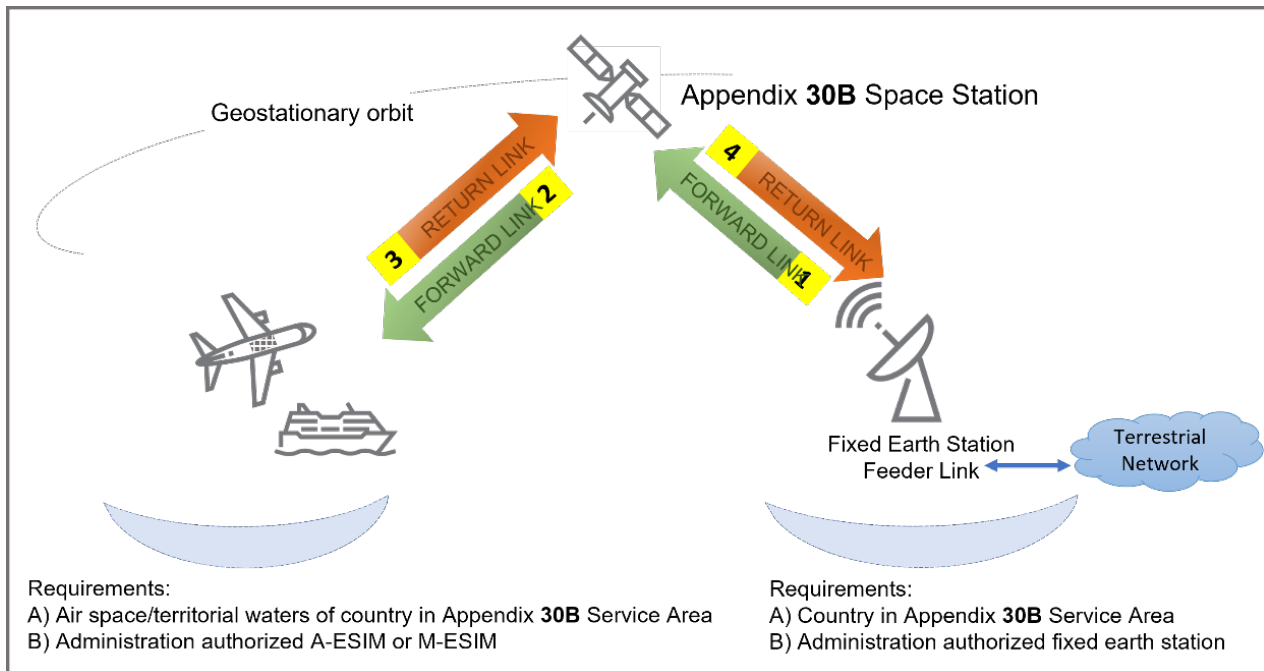 Appendix 30B Space Station
Geostationary orbit
RETURN LINK
3
FORWARD LINK
2
4
RETURN LINK
FORWARD LINK
1
Fixed Earth Station
Feeder Link
Terrestrial
Network
Requirements:
A) Air space/territorial waters of country in Appendix 30B Service Area
B) Administration authorized A-ESIM or M-ESIM
Requirements:
A) Country in Appendix 30B Service Area
B) Administration authorized fixed earth station